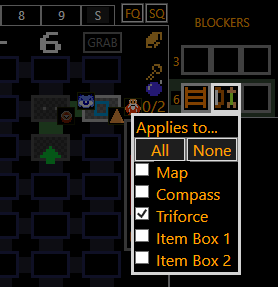 8 9 S FQ SQ
BLOCKERS
- 6 GRAB
3
0/2 6
Applies to...
All None
Map
Compass
Triforce
Item Box 1
Item Box 2